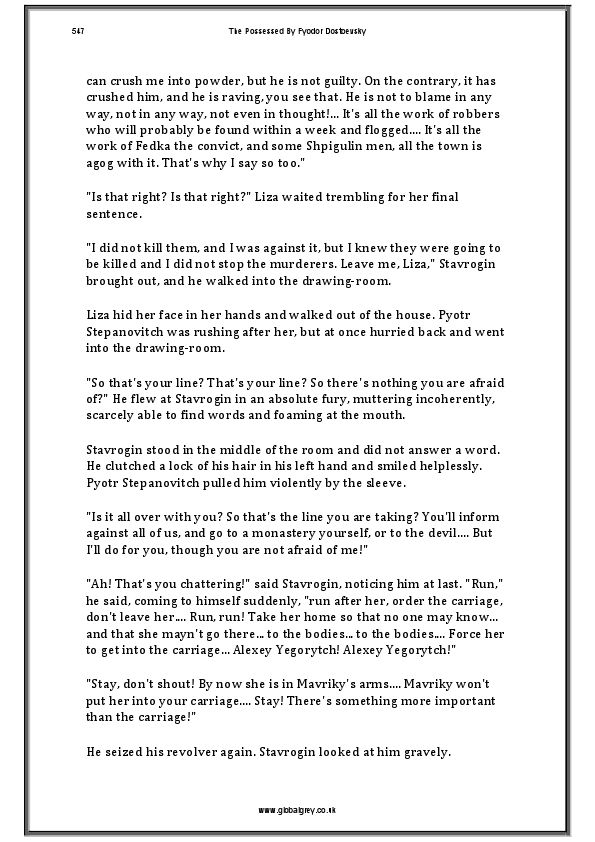 547
The Possessed By Fyodor Dostoevsky
can crush me into powder, but he is not guilty. On the contrary, it has
crushed him, and he is raving, you see that. He is not to blame in any
way, not in any way, not even in thought!... It's all the work of robbers
who will probably be found within a week and flogged.... It's all the
work of Fedka the convict, and some Shpigulin men, all the town is
agog with it. That's why I say so too."
"Is that right? Is that right?" Liza waited trembling for her final
sentence.
"I did not kill them, and I was against it, but I knew they were going to
be killed and I did not stop the murderers. Leave me, Liza," Stavrogin
brought out, and he walked into the drawing-room.
Liza hid her face in her hands and walked out of the house. Pyotr
Stepanovitch was rushing after her, but at once hurried back and went
into the drawing-room.
"So that's your line? That's your line? So there's nothing you are afraid
of?" He flew at Stavrogin in an absolute fury, muttering incoherently,
scarcely able to find words and foaming at the mouth.
Stavrogin stood in the middle of the room and did not answer a word.
He clutched a lock of his hair in his left hand and smiled helplessly.
Pyotr Stepanovitch pulled him violently by the sleeve.
"Is it all over with you? So that's the line you are taking? You'll inform
against all of us, and go to a monastery yourself, or to the devil.... But
I'll do for you, though you are not afraid of me!"
"Ah! That's you chattering!" said Stavrogin, noticing him at last. "Run,"
he said, coming to himself suddenly, "run after her, order the carriage,
don't leave her.... Run, run! Take her home so that no one may know...
and that she mayn't go there... to the bodies... to the bodies.... Force her
to get into the carriage... Alexey Yegorytch! Alexey Yegorytch!"
"Stay, don't shout! By now she is in Mavriky's arms.... Mavriky won't
put her into your carriage.... Stay! There's something more important
than the carriage!"
He seized his revolver again. Stavrogin looked at him gravely.
www.globalgrey.co.uk